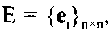 E = {e_i}_{n×n},